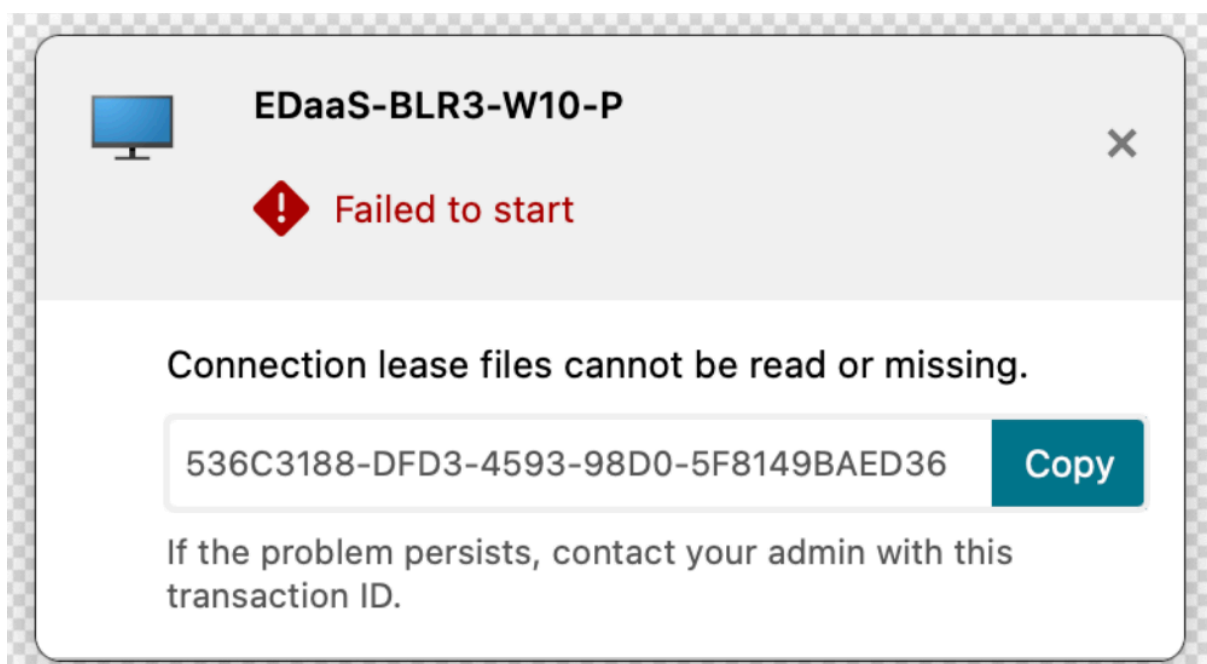 EDaaS-BLR3-W10-P
Failed to start
Connection lease files cannot be read or missing.
536C3188-DFD3-4593-98D0-5F8149BAED36
Copy
If the problem persists, contact your admin with this
transaction ID.